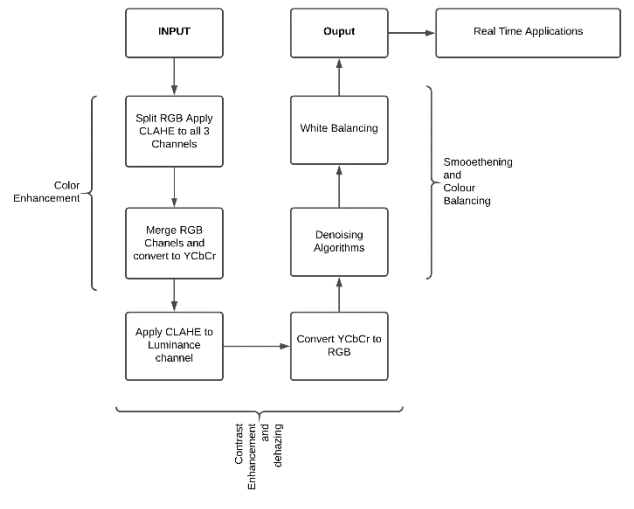 INPUT
Split RGB Apply
CLAHE to all 3
Channels
Color
Enhancement
Merge RGB
Chanels and
convert to YCbCr
Apply CLAHE to
Luminance
channel
Convert YCbCr to
RGB
Contrast
Enhancement
and
dehazing
Denoising
Algorithms
White Balancing
Smooethening
and
Colour
Balancing
Ouput
Real Time Applications